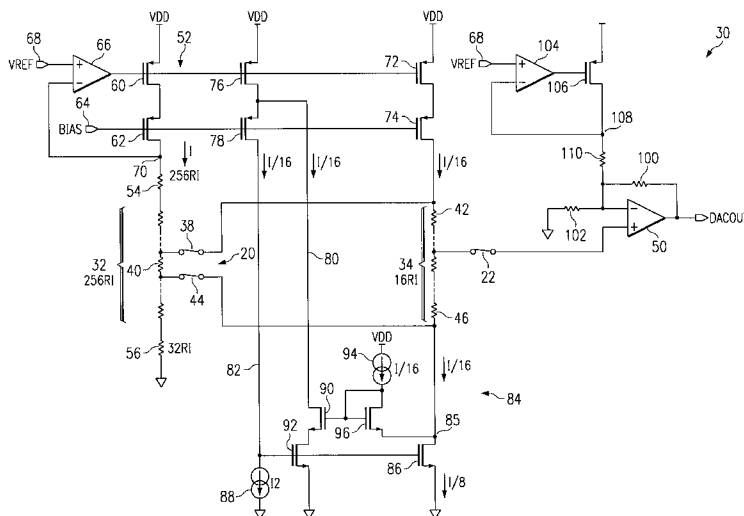 VDD
VDD
VDD
30
68
66
52
72
68
104
VREF
60
76
VREF
106
64
BIAS
62
78
74
108
70
I
I/16
I/16
I/16
110
100
256RI
54
42
38
102
DACOUT
50
32
256RI
40
20
80
34
16RI
22
44
46
56
32RI
82
VDD
94
I/16
I/16
84
90
92
96
85
86
88
I2
I/8